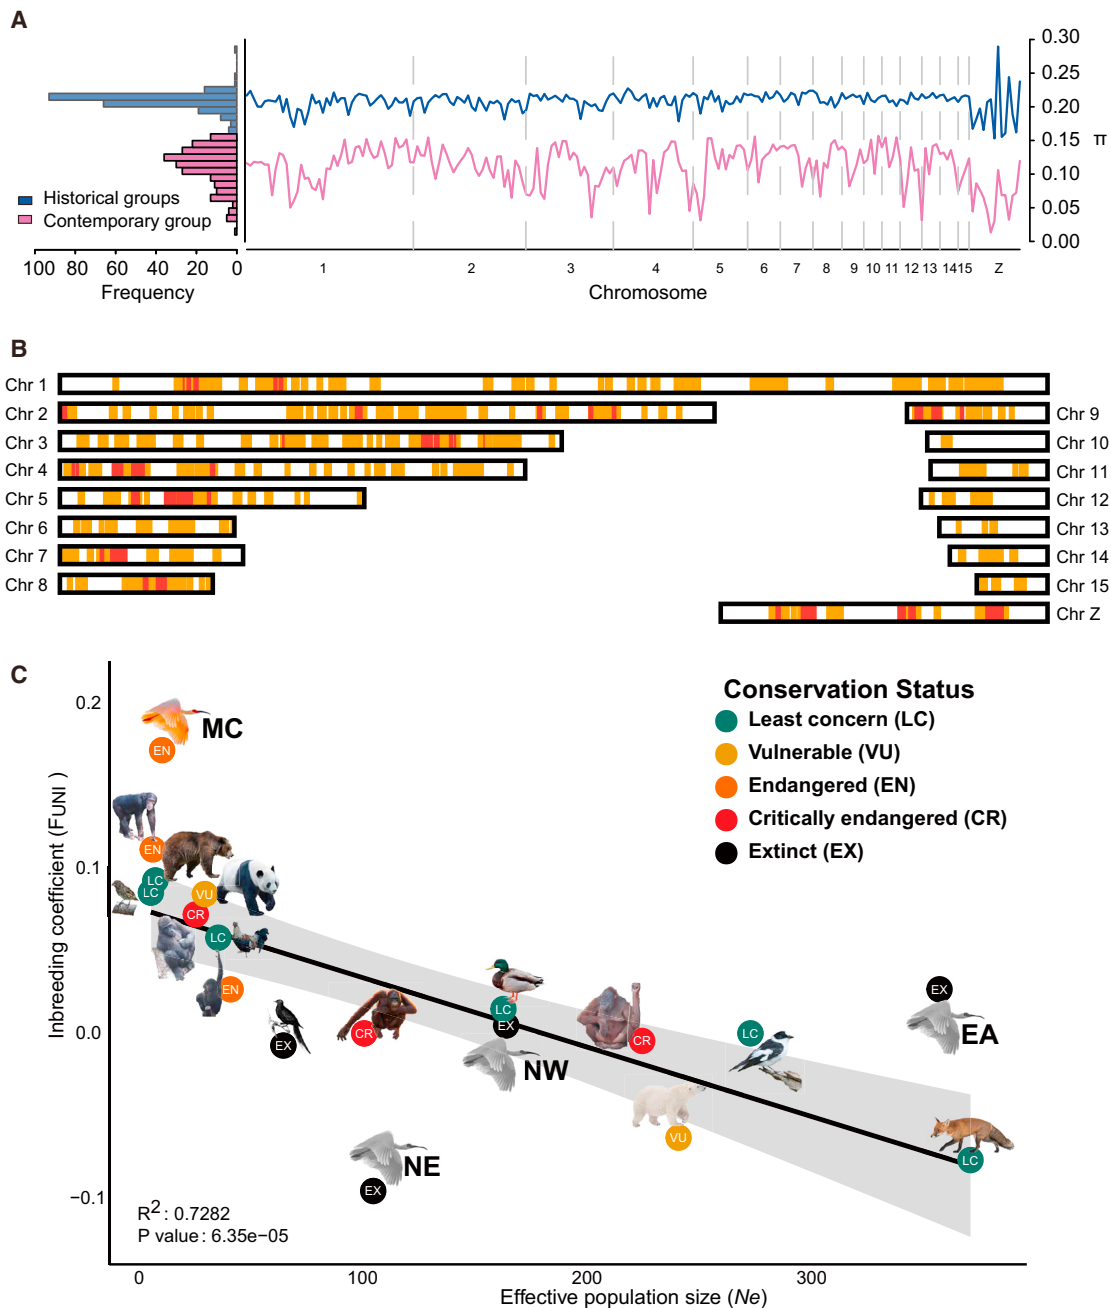 A
0.30
0.25
0.20
0.15
0.10
0.05
0.00
π
Historical groups
Contemporary group
100 80 60 40 20 0
Frequency
1 2 3 4 5 6 7 8 9 10 11 12 13 14 15 Z
Chromosome
B
Chr 1
Chr 2
Chr 3
Chr 4
Chr 5
Chr 6
Chr 7
Chr 8
Chr 9
Chr 10
Chr 11
Chr 12
Chr 13
Chr 14
Chr 15
Chr Z
C
Conservation Status
Least concern (LC)
Vulnerable (VU)
Endangered (EN)
Critically endangered (CR)
Extinct (EX)
Inbreeding coefficient (FUNI )
0.2
0.1
0.0
−0.1
MC
EN
EN
LC
LC
VU
CR
LC
EN
EX
CR
LC
EX
NW
CR
VU
LC
EX
EA
LC
NE
EX
R2 : 0.7282
P value : 6.35e−05
0 100 200 300
Effective population size (Ne)